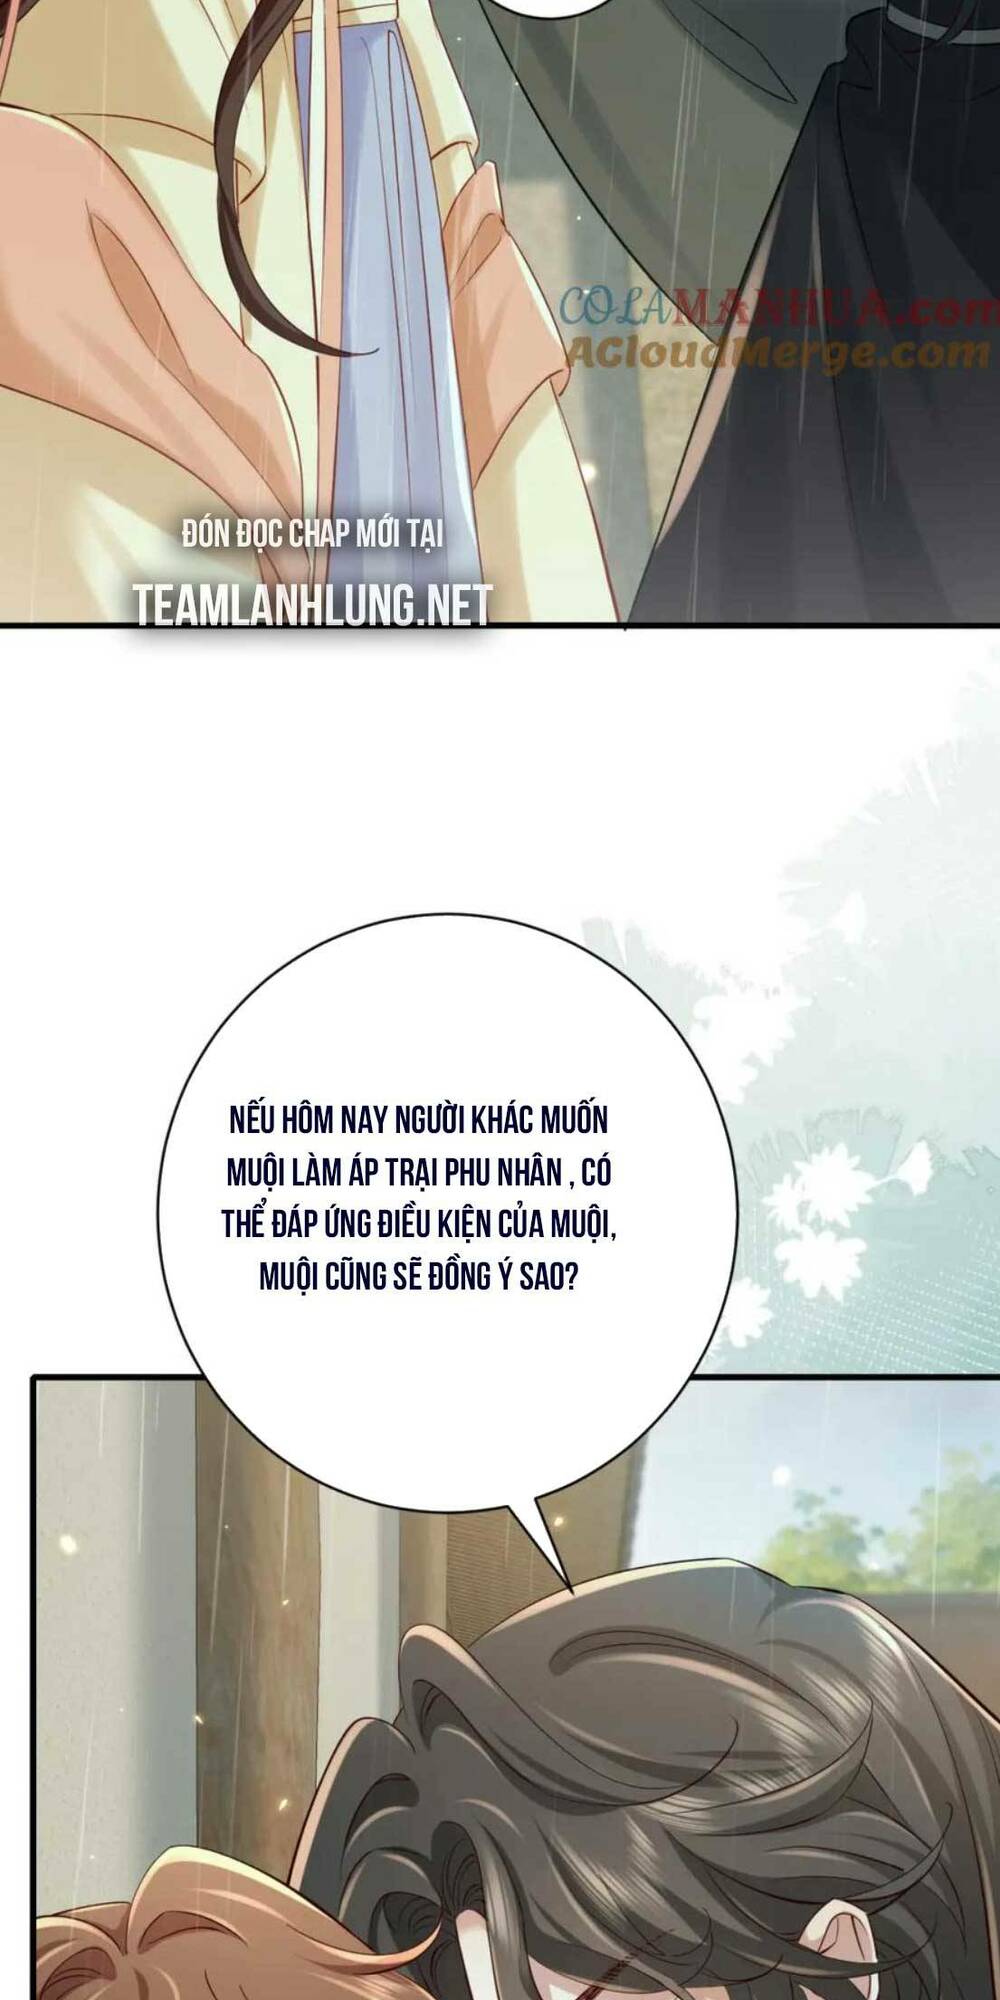 COLAMANHUA.com
ACloudMerge.com
ĐÓN ĐỌC CHAP MỚI TẠI
TEAMLANHLUNG.NET
NẾU HÔM NAY NGƯỜI KHÁC MUỐN
MUỘI LÀM ÁP TRẠI PHU NHÂN , CÓ
THỂ ĐÁP ỨNG ĐIỀU KIỆN CỦA MUỘI,
MUỘI CŨNG SẼ ĐỒNG Ý SAO?